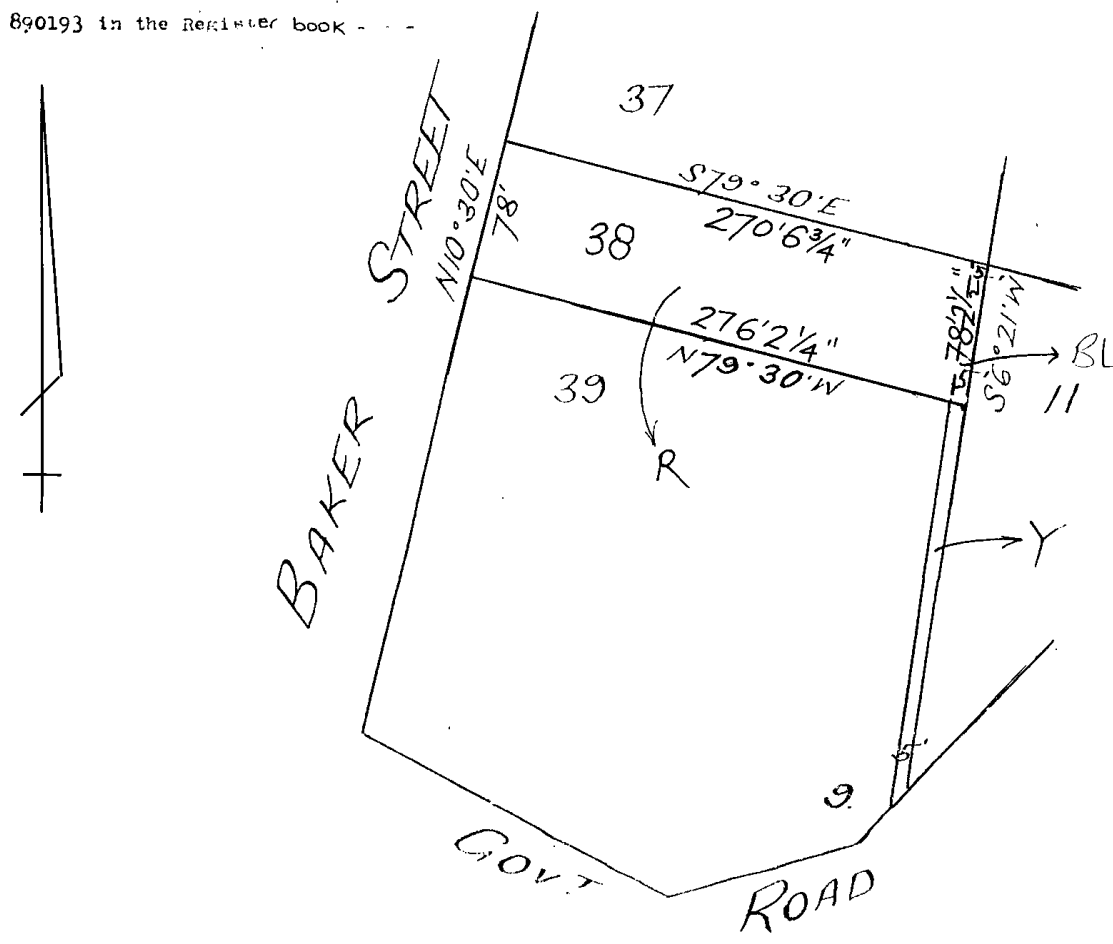 890193 in the Register book - - -
37
STREET
N10°30'E
78'
S79°30'E
270'6¾"
38
78'2½"
S6°21'W
BL
11
276'2¼"
N79°30'W
39
R
BAKER
Y
9.
GOVT
ROAD